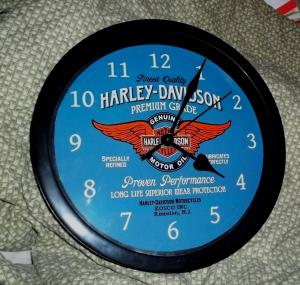 11 12 1
10 2
9 3
8 4
7 6 5
Finest Quality
HARLEY-DAVIDSON
PREMIUM GRADE
GENUINE
HARLEY-DAVIDSON
MOTOR OIL
SPECIALLY
REFINED
LUBRICATES
PERFECTLY
Proven Performance
LONG LIFE SUPERIOR WEAR PROTECTION
HARLEY-DAVIDSON MOTORCYCLES
KOSCO INC.
N.J.